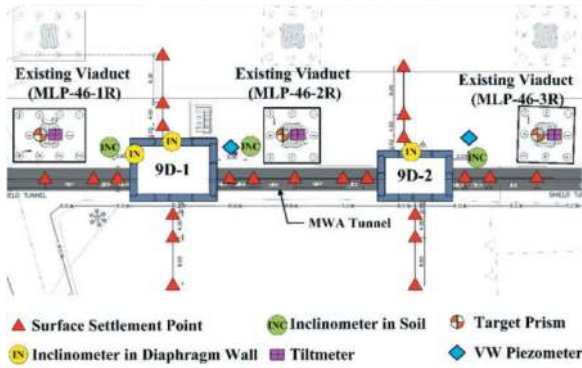 Existing Viaduct
(MLP-46-1R)
Existing Viaduct
(MLP-46-2R)
Existing Viaduct
(MLP-46-3R)
INC
IN
IN
INC
IN
INC
9D-1
9D-2
SHIELD TUNNEL
MWA Tunnel
Surface Settlement Point
INC Inclinometer in Soil
Target Prism
IN Inclinometer in Diaphragm Wall
Tiltmeter
VW Piezometer